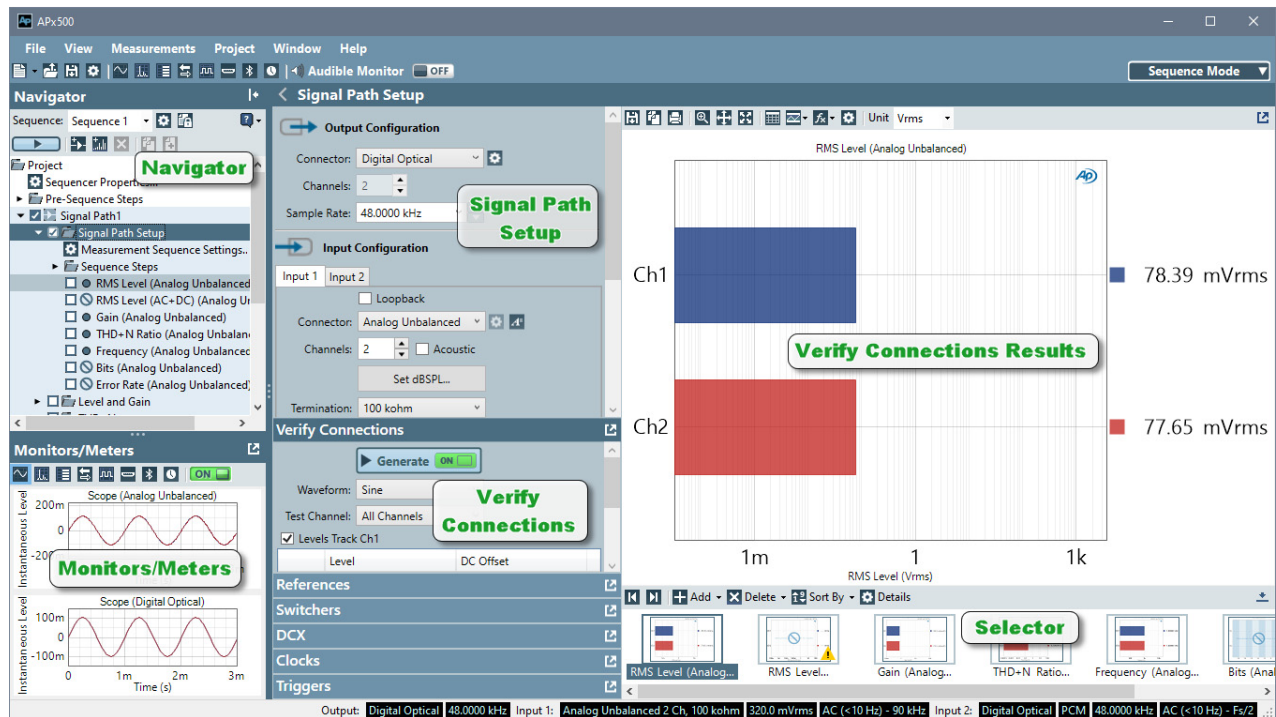 APx500
File View Measurements Project Window Help
Audible Monitor OFF
Sequence Mode
Navigator
Sequence: Sequence 1
Project
Sequencer Properties...
Pre-Sequence Steps
Signal Path1
Signal Path Setup
Measurement Sequence Settings..
Sequence Steps
RMS Level (Analog Unbalanced
RMS Level (AC+DC) (Analog Un
Gain (Analog Unbalanced)
THD+N Ratio (Analog Unbalan
Frequency (Analog Unbalanced
Bits (Analog Unbalanced)
Error Rate (Analog Unbalanced)
Level and Gain
Navigator
Monitors/Meters
ON
Scope (Analog Unbalanced)
Instantaneous Level
200m
0
-200
Monitors/Meters
Scope (Digital Optical)
Instantaneous Level
100m
0
-100m
0 1m 2m 3m
Time (s)
Signal Path Setup
Output Configuration
Connector: Digital Optical
Channels: 2
Sample Rate: 48.0000 kHz
Signal Path
Setup
Input Configuration
Input 1 Input 2
Loopback
Connector: Analog Unbalanced
Channels: 2 Acoustic
Set dBSPL...
Termination: 100 kohm
Verify Connections
Generate ON
Waveform: Sine
Test Channel: All Channels
Levels Track Ch1
Level DC Offset
Verify
Connections
References
Switchers
DCX
Clocks
Triggers
Unit Vrms
RMS Level (Analog Unbalanced)
AP
Ch1 78.39 mVrms
Verify Connections Results
Ch2 77.65 mVrms
1m 1 1k
RMS Level (Vrms)
Add Delete Sort By Details
Selector
RMS Level (Analog... RMS Level... Gain (Analog... THD+N Ratio... Frequency (Analog... Bits (Anal
Output: Digital Optical 48.0000 kHz Input 1: Analog Unbalanced 2 Ch, 100 kohm 320.0 mVrms AC (<10 Hz) - 90 kHz Input 2: Digital Optical PCM 48.0000 kHz AC (<10 Hz) - Fs/2